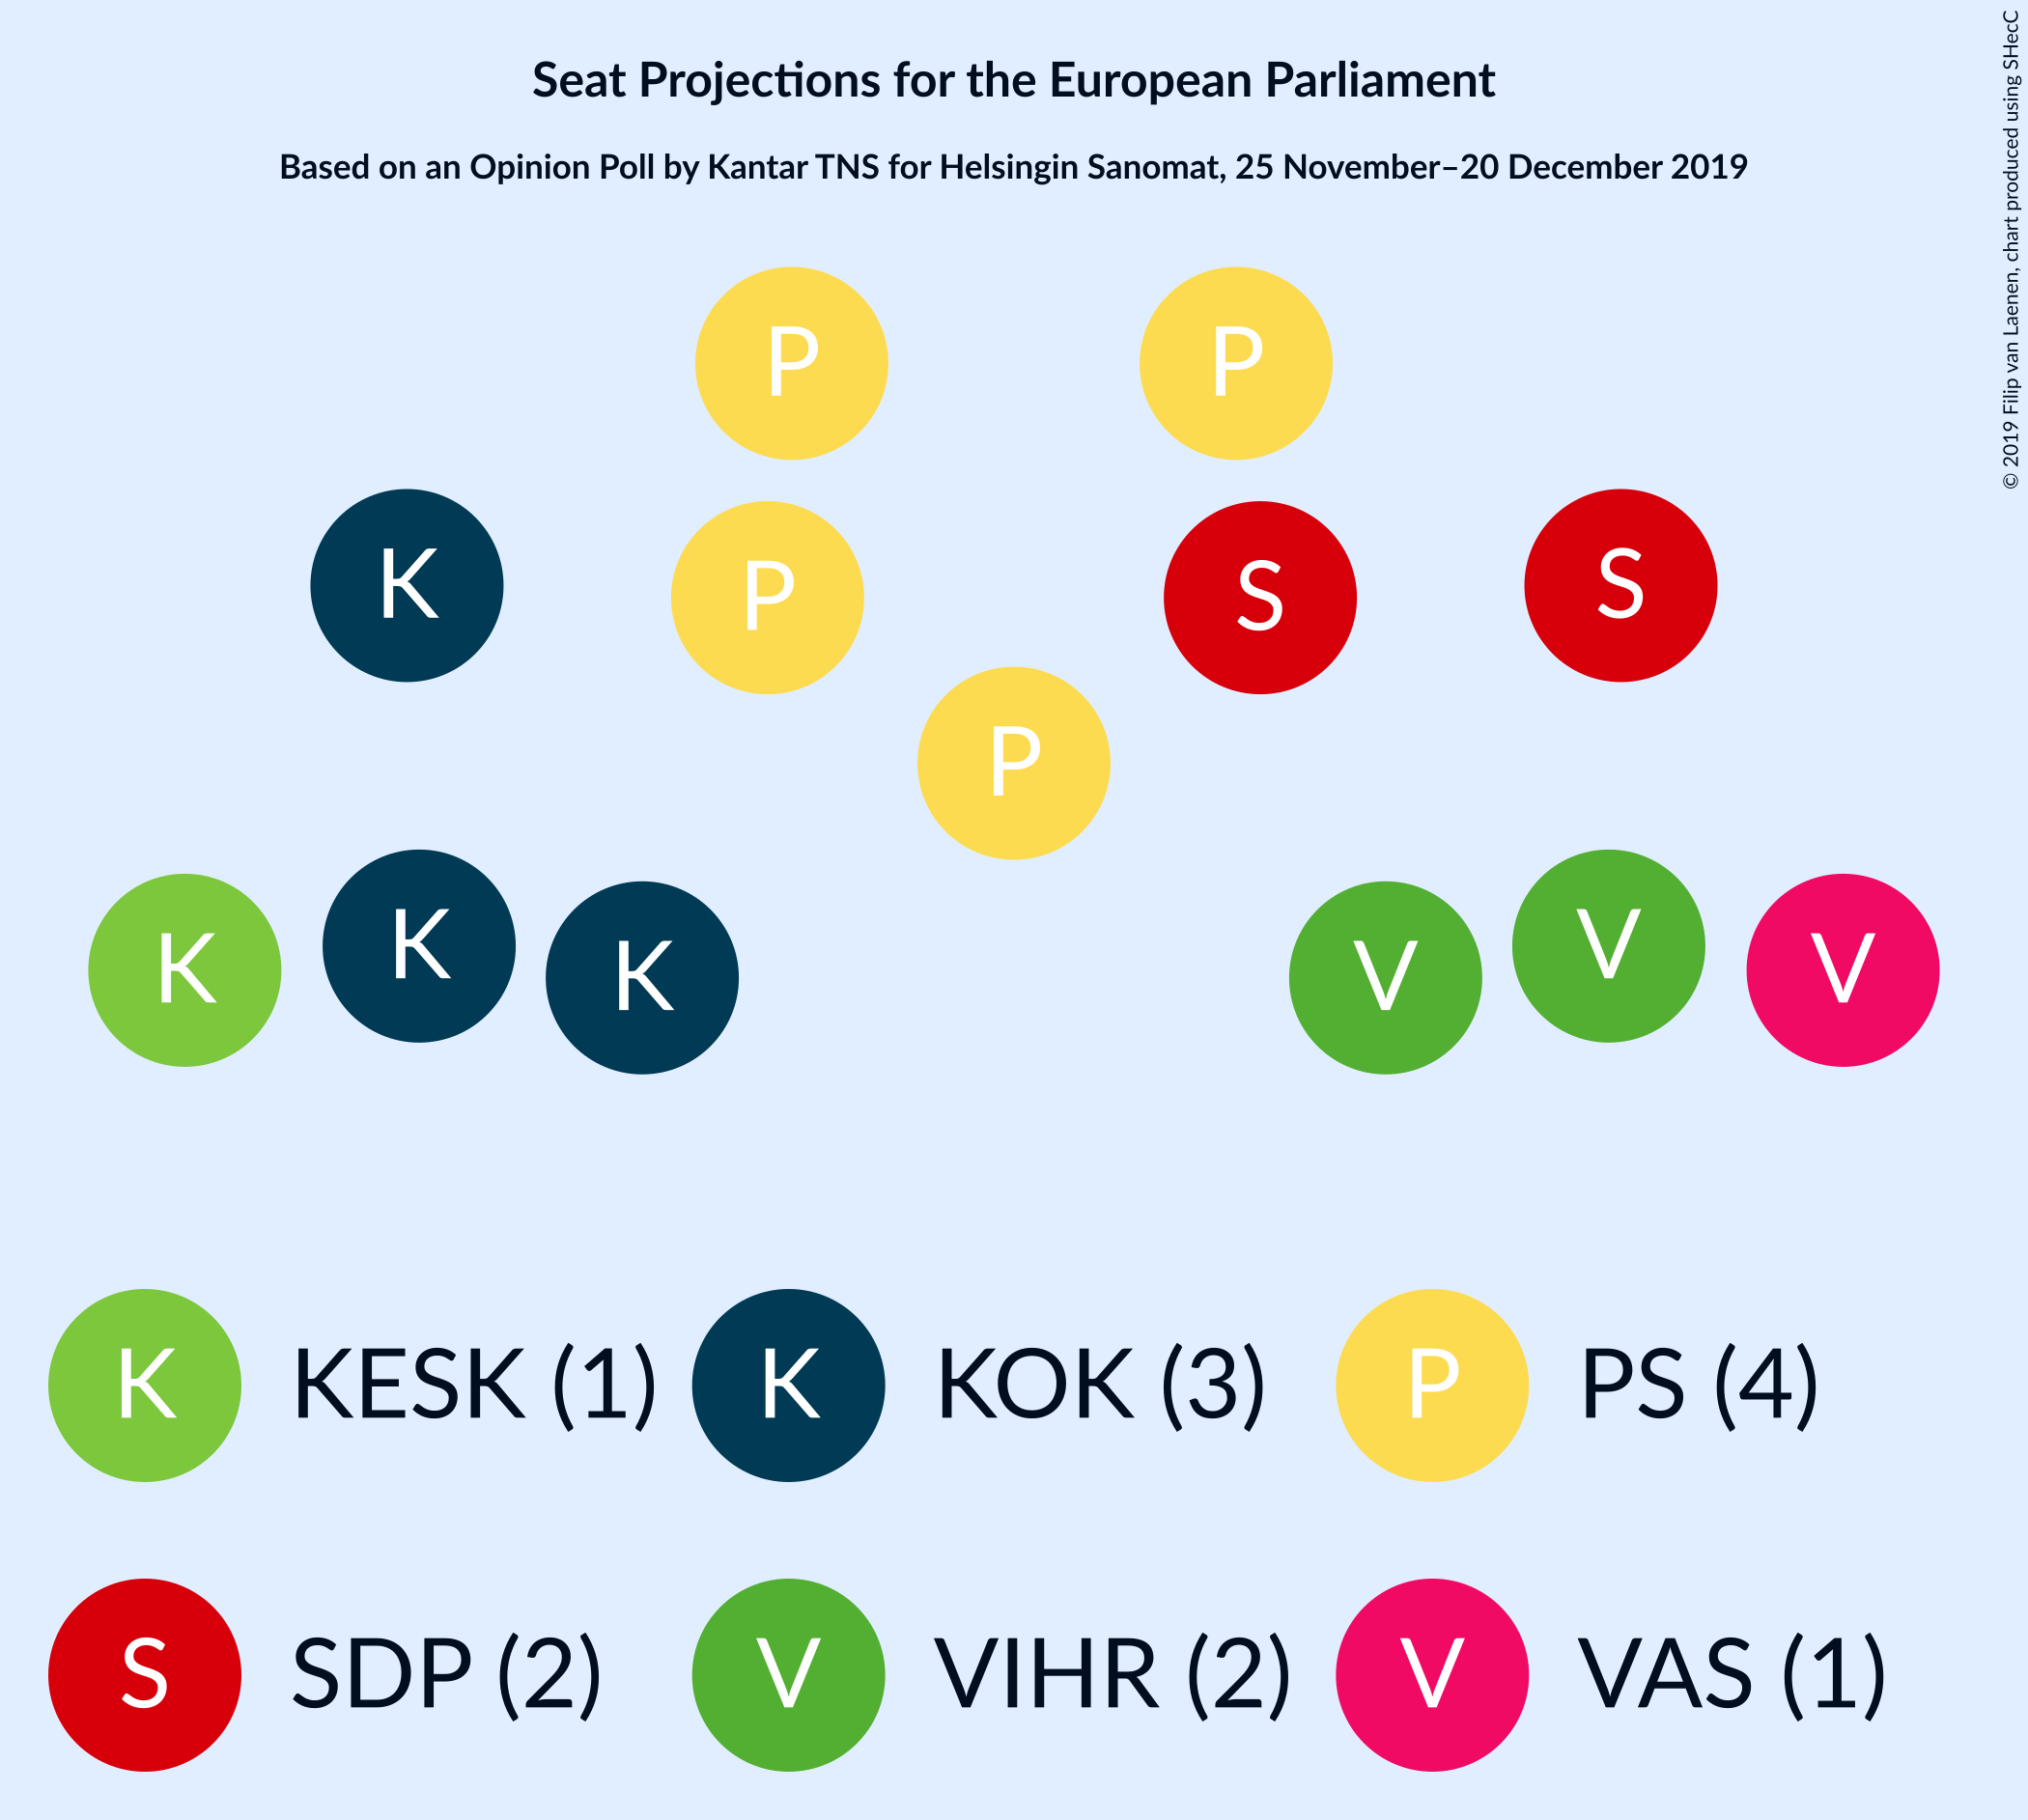 Seat Projections for the European Parliament
Based on an Opinion Poll by Kantar TNS for Helsingin Sanomat, 25 November–20 December 2019
© 2019 Filip van Laenen, chart produced using SHecC
P P
K P S S
P
K K K V V V
K KESK (1) K KOK (3) P PS (4)
S SDP (2) V VIHR (2) V VAS (1)